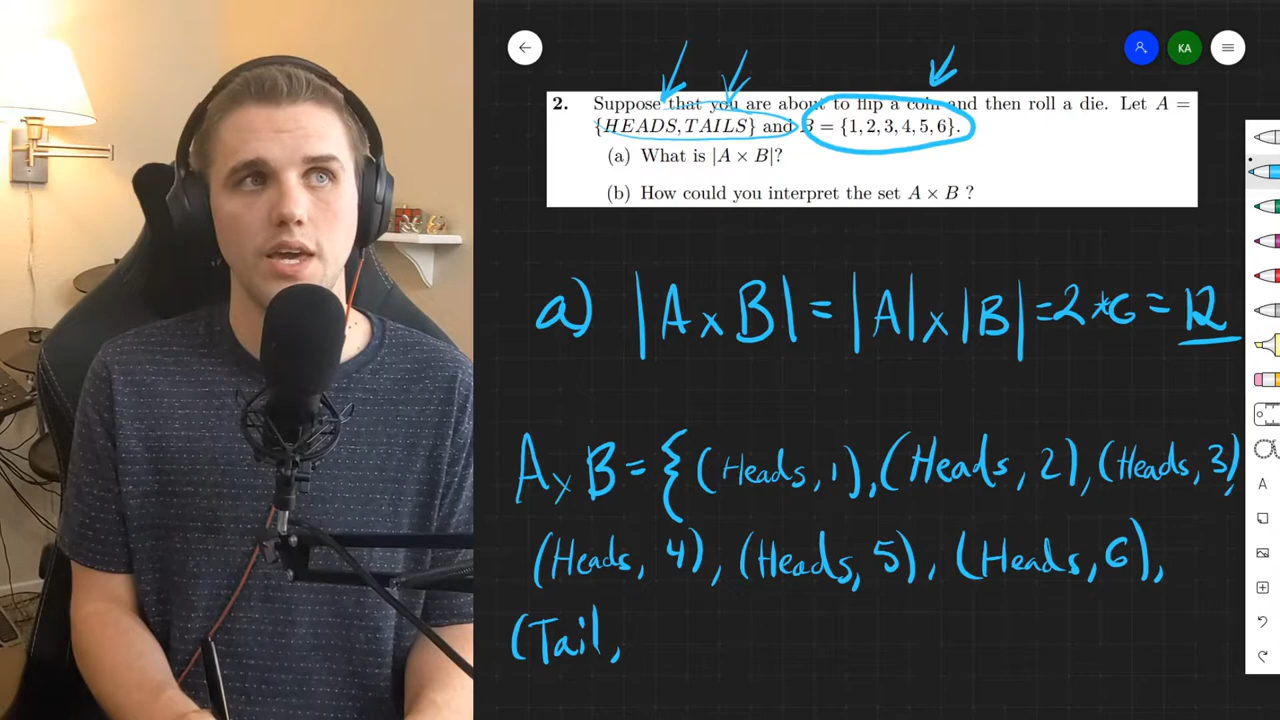 KA
2. Suppose that you are about to flip a coin and then roll a die. Let A =
{HEADS, TAILS} and B = {1, 2, 3, 4, 5, 6}.
(a) What is |A × B|?
(b) How could you interpret the set A × B ?
a) |A x B| = |A| x |B| = 2 * 6 = 12
A x B = { (Heads, 1), (Heads, 2), (Heads, 3),
(Heads, 4), (Heads, 5), (Heads, 6),
(Tail,
A